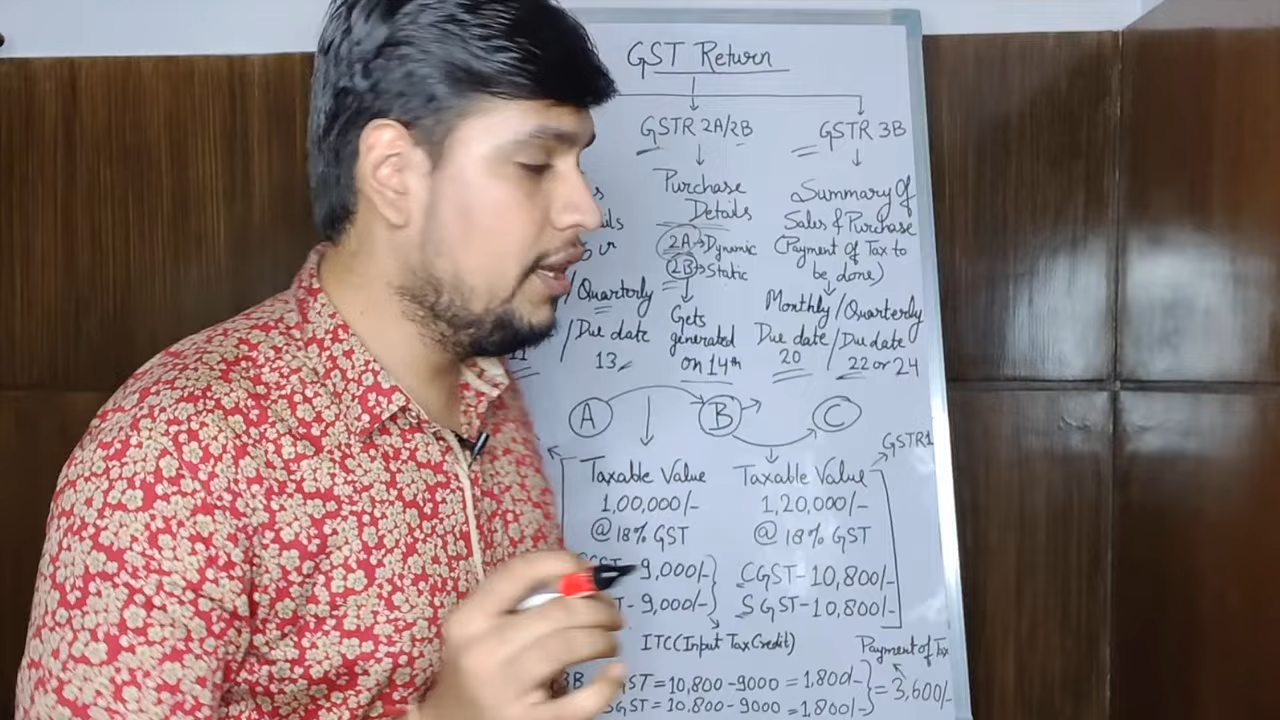 GST Return
GSTR 2A/2B
GSTR 3B
Purchase
Details
2A→Dynamic
2B→Static
Gets
generated
on 14th
Summary Of
Sales & Purchase
(Payment of Tax to
be done)
Monthly/Quarterly
Due date / Due date
20 22 or 24
/Quarterly
/Due date
11 13
A B C
GSTR1
Taxable Value
1,00,000/-
@ 18% GST
9,000/-
T- 9,000/-
ITC(Input Tax Credit)
Taxable Value
1,20,000/-
@ 18% GST
CGST-10,800/-
SGST-10,800/-
Payment of Tax
3B GST = 10,800 -9000 = 1,800/-
SGST = 10,800 - 9000 = 1,800/-
= 3,600/-